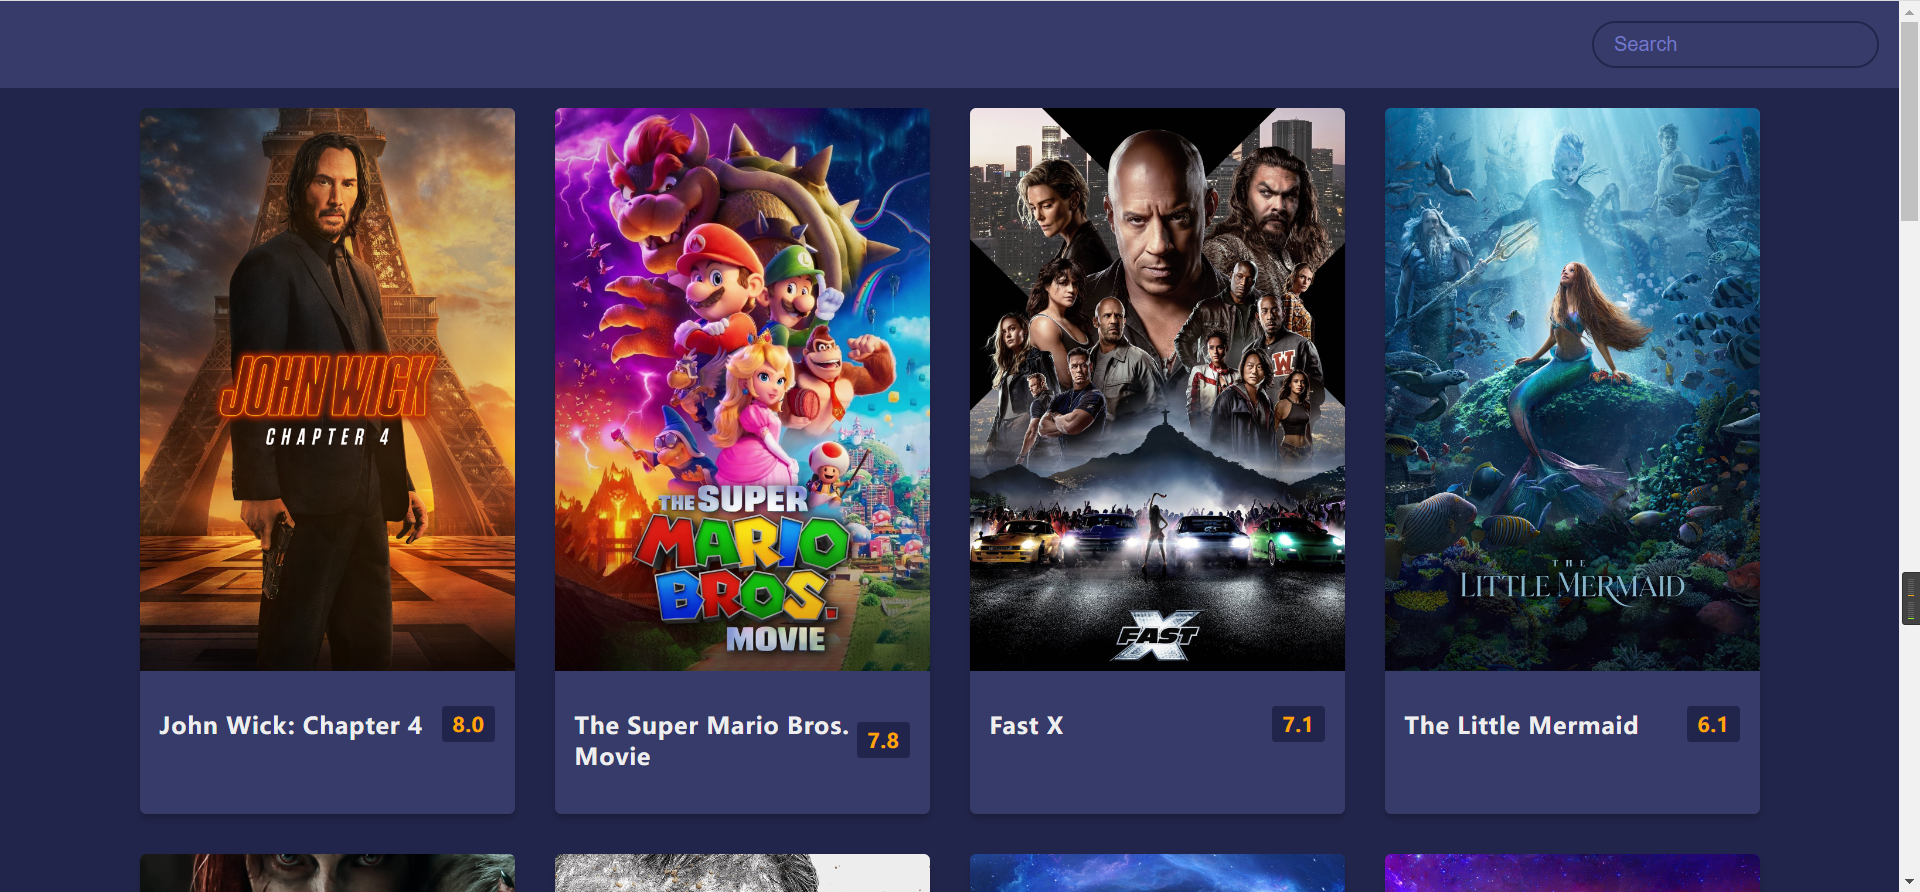 Search
JOHN WICK
CHAPTER 4
THE SUPER
MARIO
BROS.
MOVIE
W
FAST
X
THE
LITTLE MERMAID
John Wick: Chapter 4
8.0
The Super Mario Bros.
Movie
7.8
Fast X
7.1
The Little Mermaid
6.1